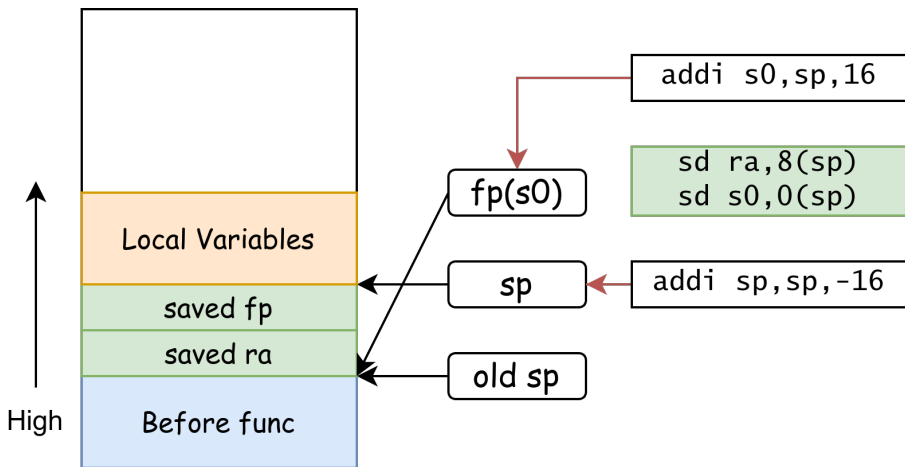 addi s0,sp,16
sd ra,8(sp)
sd s0,0(sp)
fp(s0)
Local Variables
sp
addi sp,sp,-16
saved fp
saved ra
old sp
High
Before func